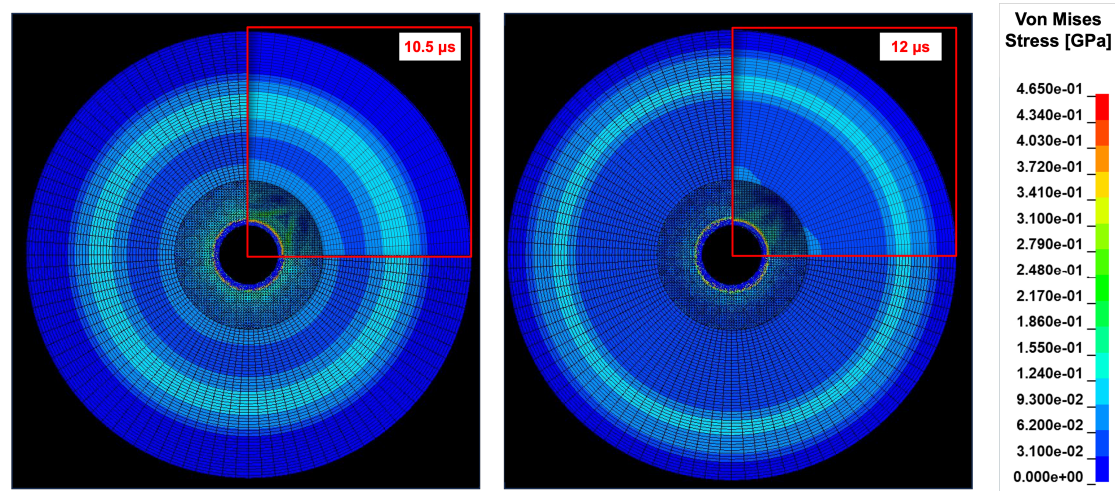 10.5 µs
12 µs
Von Mises
Stress [GPa]
4.650e-01
4.340e-01
4.030e-01
3.720e-01
3.410e-01
3.100e-01
2.790e-01
2.480e-01
2.170e-01
1.860e-01
1.550e-01
1.240e-01
9.300e-02
6.200e-02
3.100e-02
0.000e+00